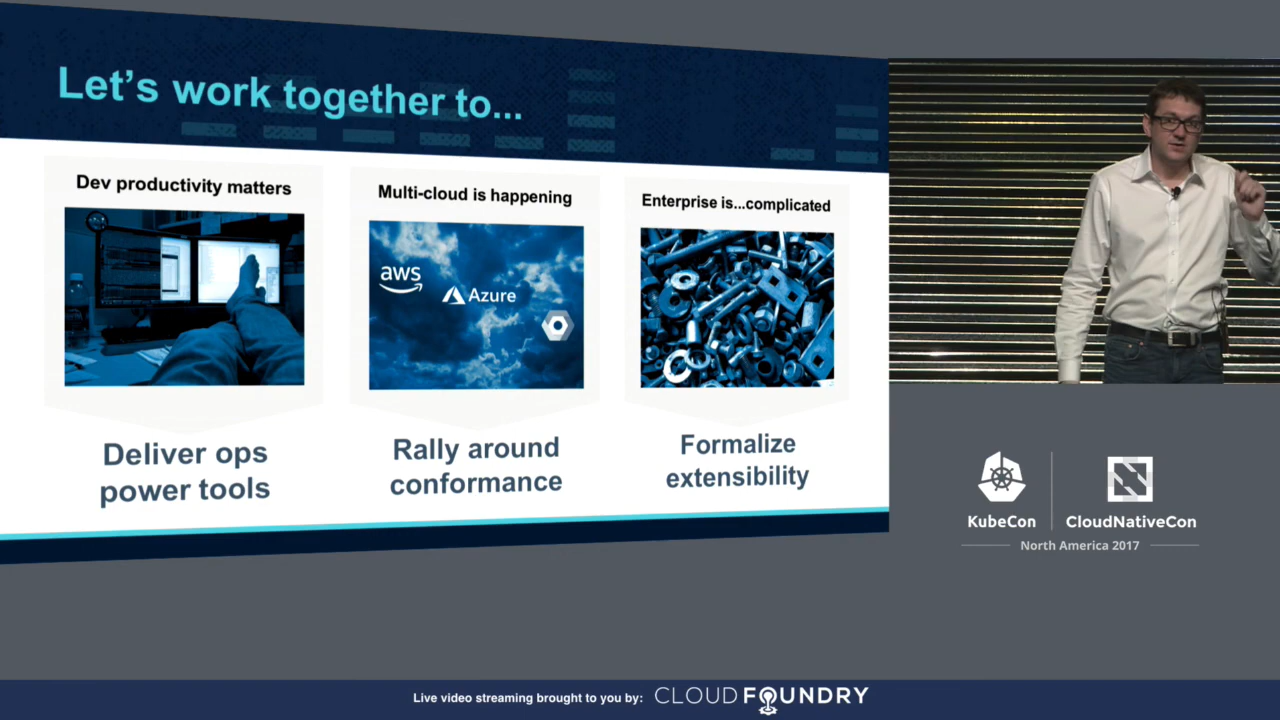 Let's work together to...
Dev productivity matters
Multi-cloud is happening
Enterprise is...complicated
aws
Azure
Deliver ops
power tools
Rally around
conformance
Formalize
extensibility
KubeCon
CloudNativeCon
North America 2017
Live video streaming brought to you by:
CLOUD FOUNDRY